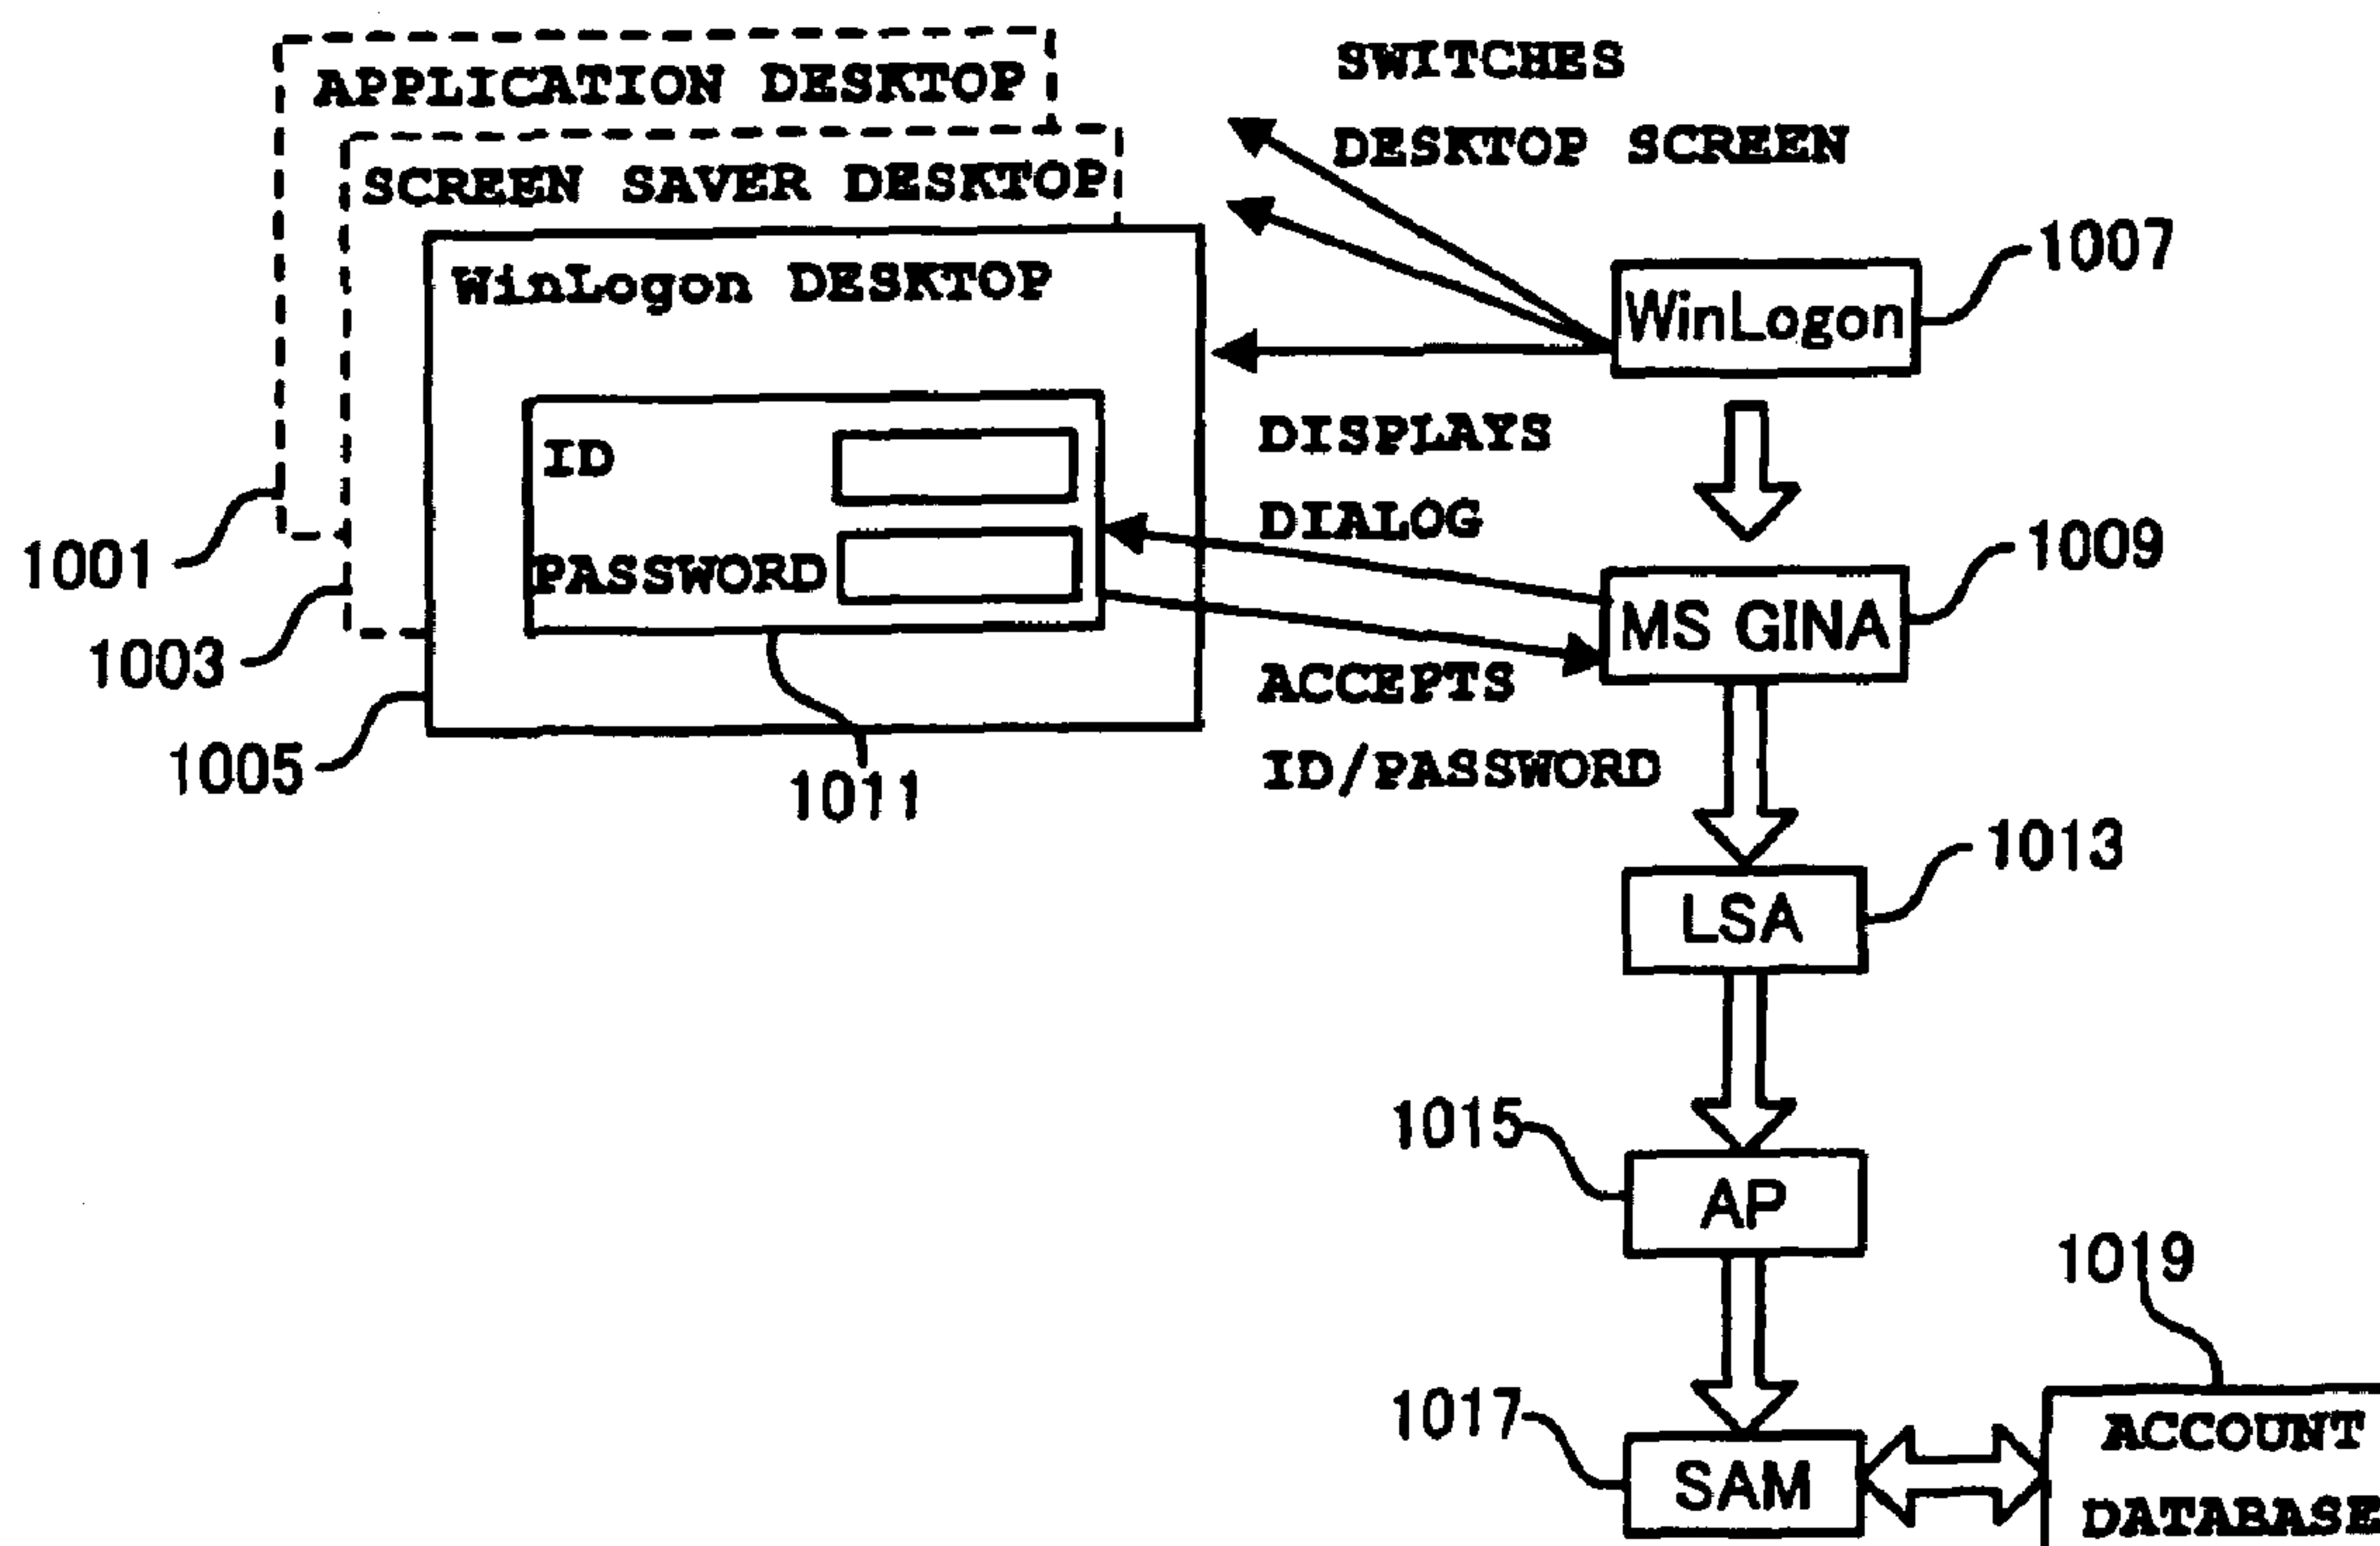 APPLICATION DESKTOP
SCREEN SAVER DESKTOP
WinLogon DESKTOP
ID
PASSWORD
1001
1003
1005
1011
SWITCHES
DESKTOP SCREEN
WinLogon
1007
DISPLAYS
DIALOG
MS GINA
1009
ACCEPTS
ID/PASSWORD
LSA
1013
1015
AP
1017
SAM
1019
ACCOUNT
DATABASE